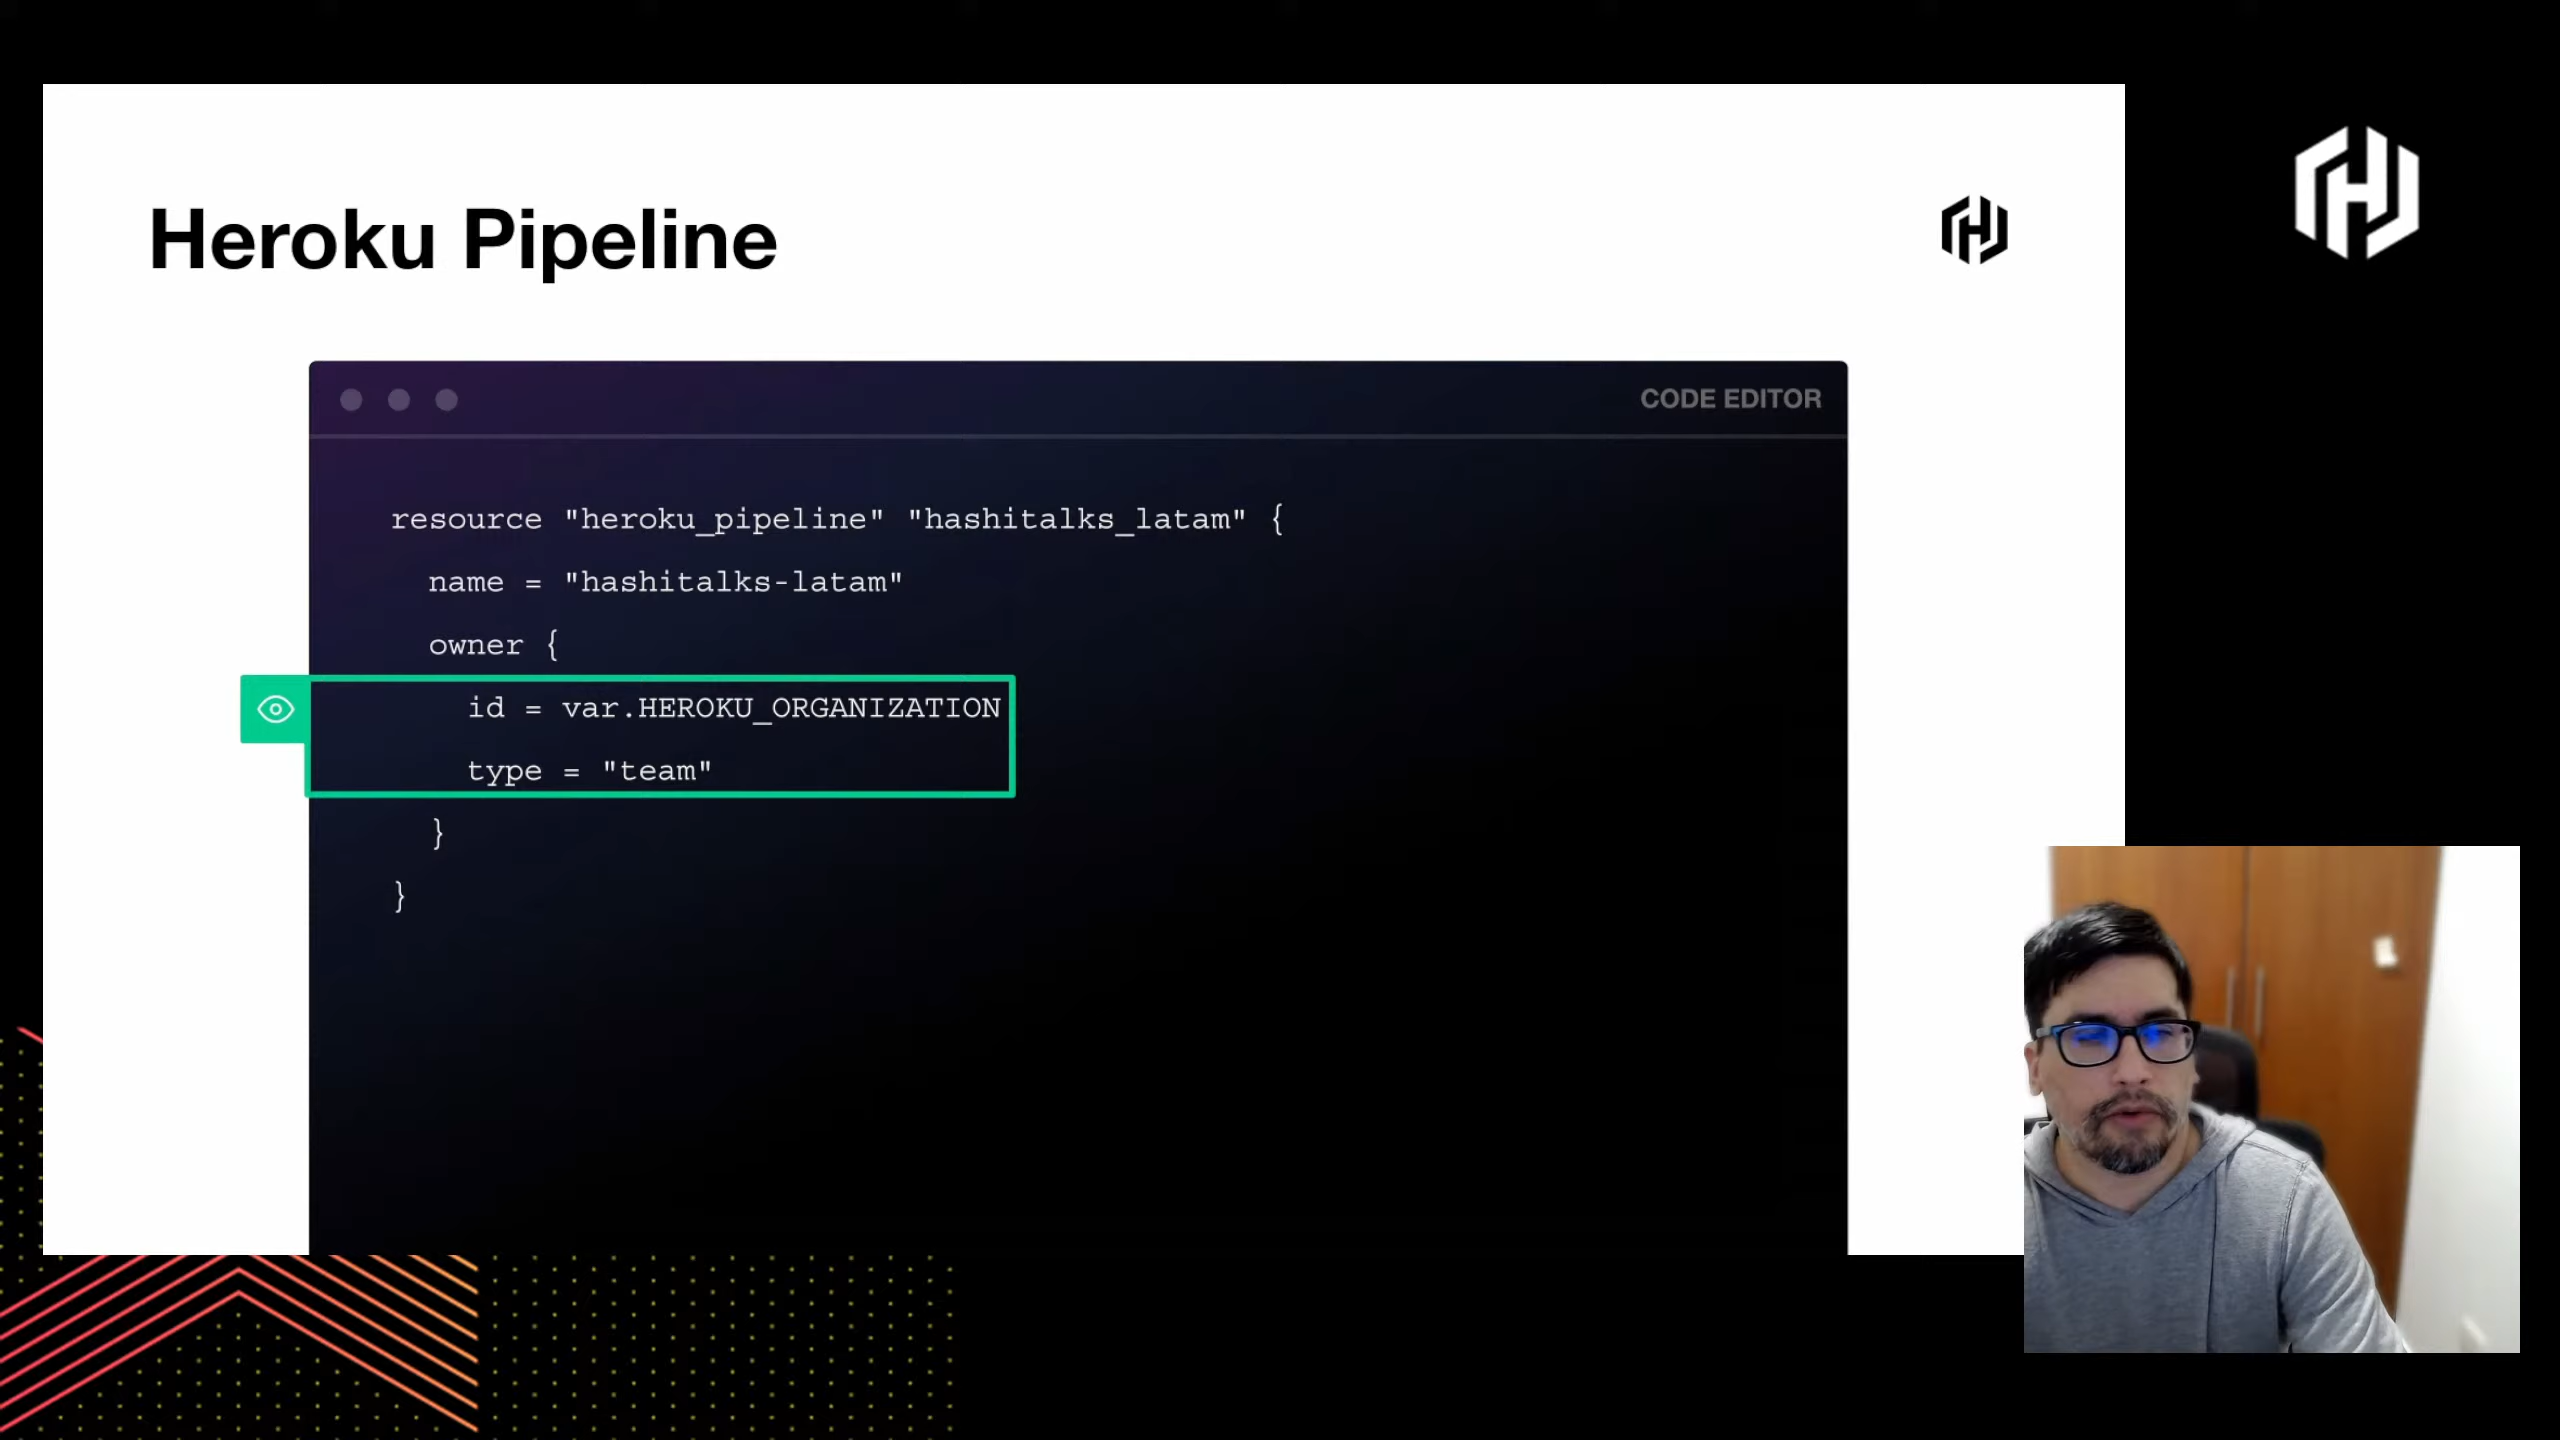 Heroku Pipeline
CODE EDITOR
resource "heroku_pipeline" "hashitalks_latam" {
name = "hashitalks-latam"
owner {
id = var.HEROKU_ORGANIZATION
type = "team"
}
}